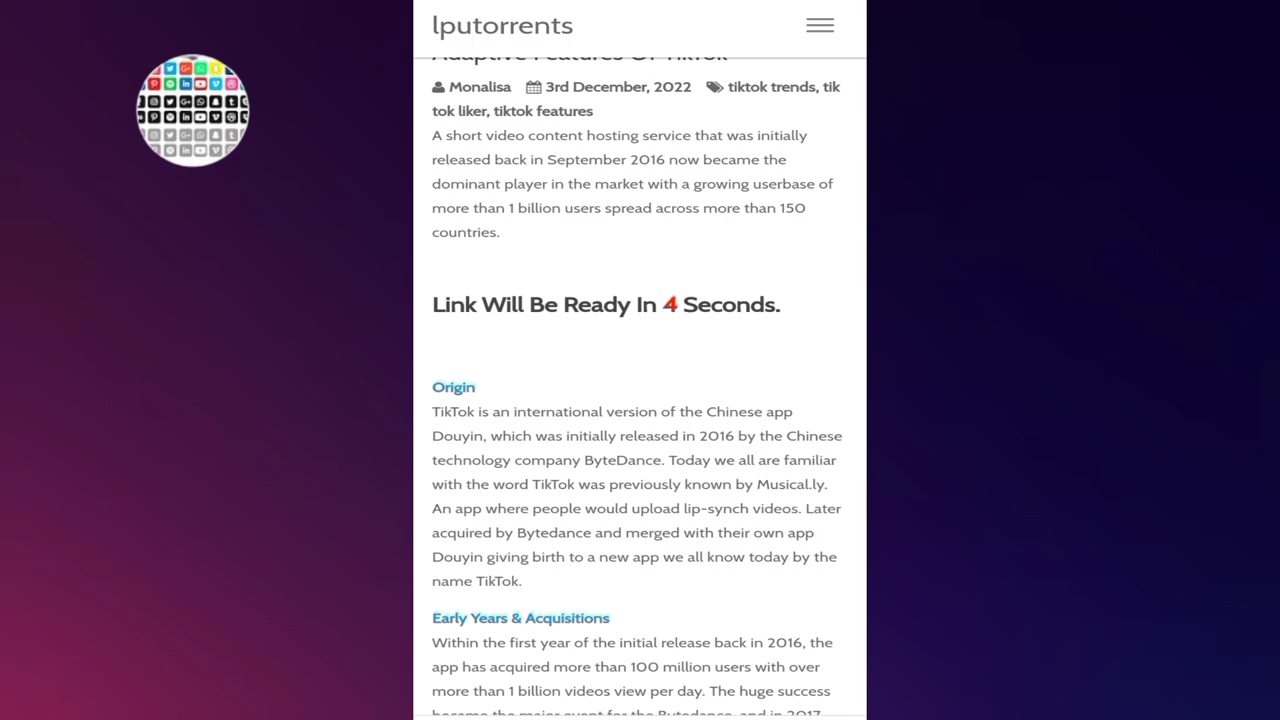 lputorrents
Adaptive Features Of TikTok
Monalisa 3rd December, 2022 tiktok trends, tik
tok liker, tiktok features
A short video content hosting service that was initially
released back in September 2016 now became the
dominant player in the market with a growing userbase of
more than 1 billion users spread across more than 150
countries.
Link Will Be Ready In 4 Seconds.
Origin
TikTok is an international version of the Chinese app
Douyin, which was initially released in 2016 by the Chinese
technology company ByteDance. Today we all are familiar
with the word TikTok was previously known by Musical.ly.
An app where people would upload lip-synch videos. Later
acquired by Bytedance and merged with their own app
Douyin giving birth to a new app we all know today by the
name TikTok.
Early Years & Acquisitions
Within the first year of the initial release back in 2016, the
app has acquired more than 100 million users with over
more than 1 billion videos view per day. The huge success
became the major event for the Bytedance, and in 2017